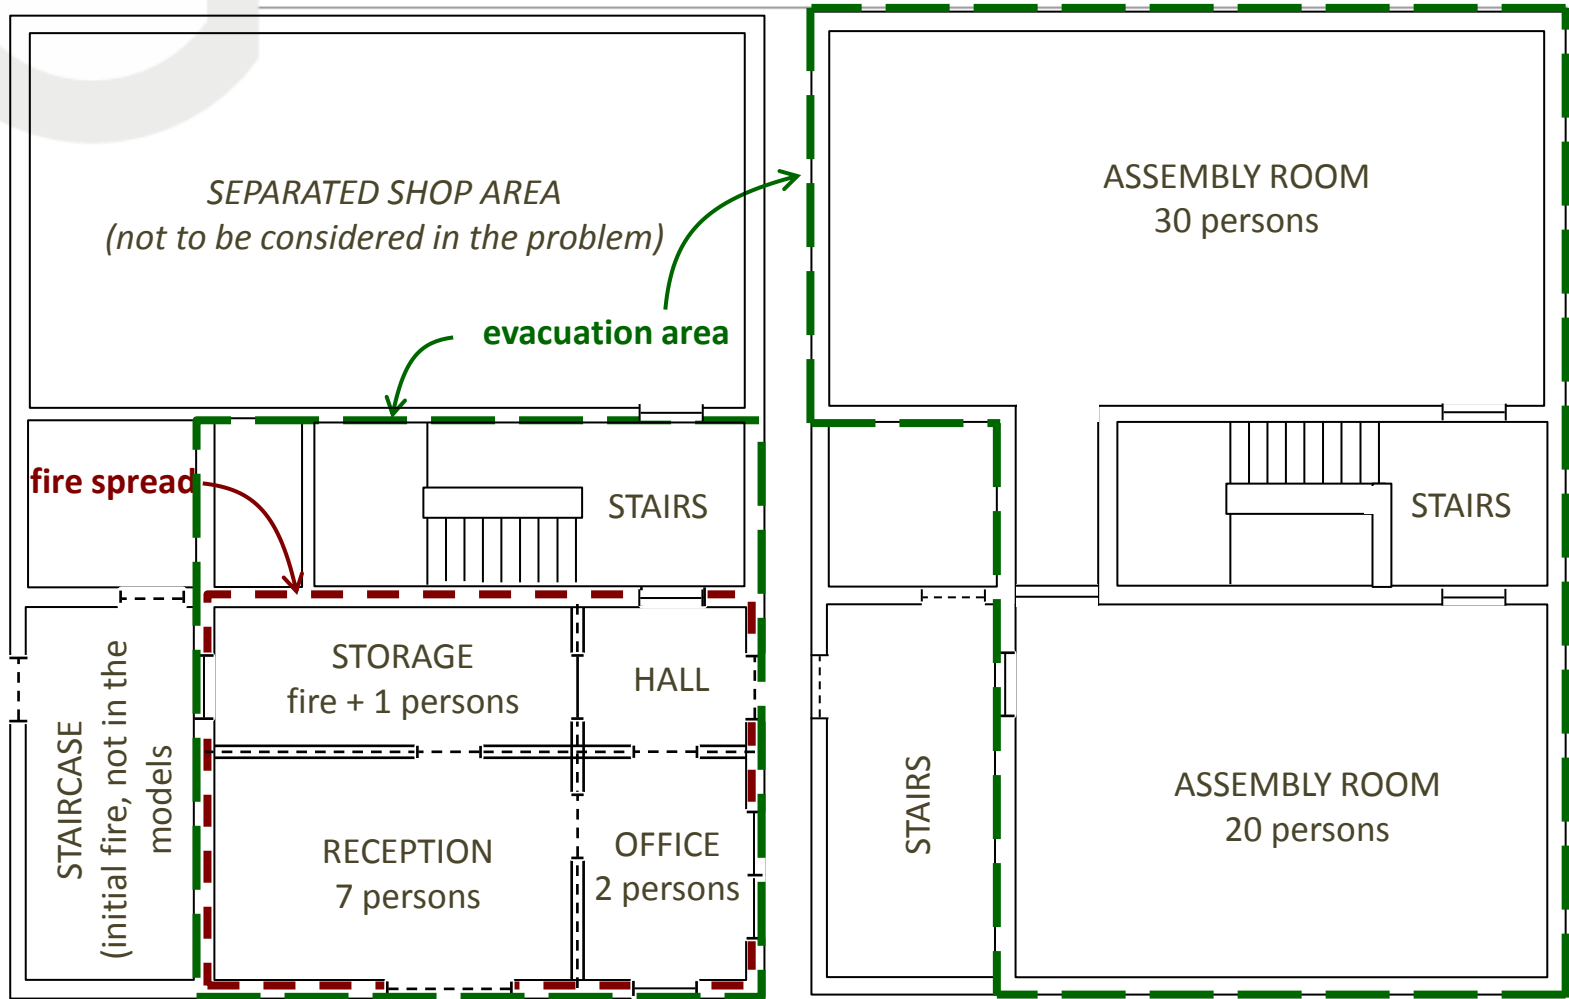 SEPARATED SHOP AREA
(not to be considered in the problem)
evacuation area
fire spread
STAIRS
STORAGE
fire + 1 persons
HALL
STAIRCASE
(initial fire, not in the
models
RECEPTION
7 persons
OFFICE
2 persons
ASSEMBLY ROOM
30 persons
STAIRS
STAIRS
ASSEMBLY ROOM
20 persons